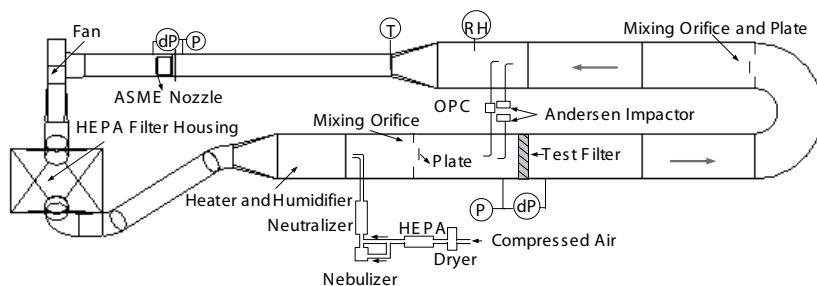 Fan
dP
P
T
RH
Mixing Orifice and Plate
ASME Nozzle
OPC
Andersen Impactor
HEPA Filter Housing
Mixing Orifice
Plate
Test Filter
Heater and Humidifier
P
dP
Neutralizer
HEPA
Compressed Air
Dryer
Nebulizer